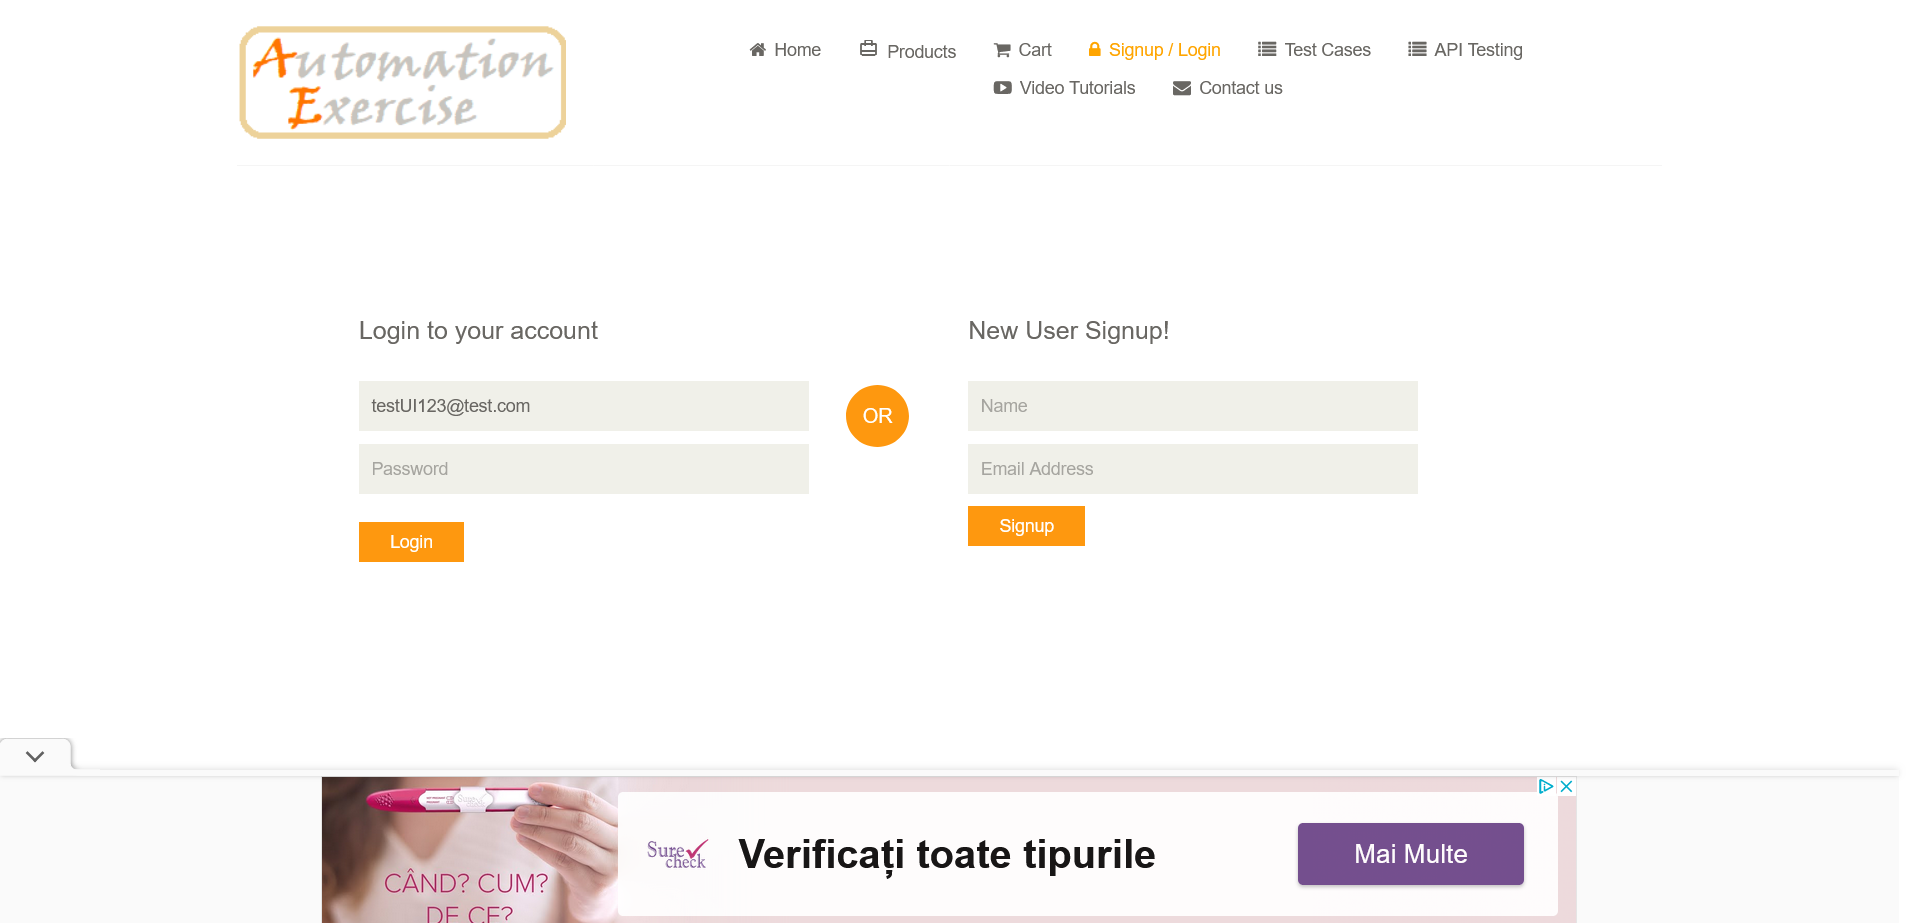 Automation
Exercise
Home
Products
Cart
Signup / Login
Test Cases
API Testing
Video Tutorials
Contact us
Login to your account
New User Signup!
testUI123@test.com
OR
Name
Password
Email Address
Signup
Login
Sure
check
Verificați toate tipurile
Mai Multe
CÂND? CUM?
DE CE?